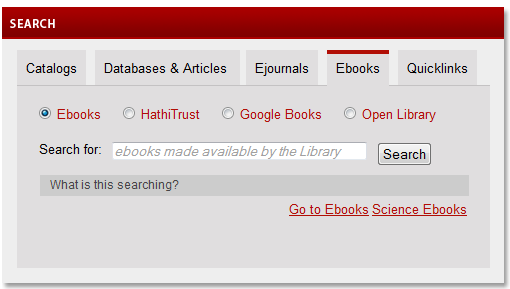 SEARCH
Catalogs Databases & Articles Ejournals Ebooks Quicklinks
Ebooks HathiTrust Google Books Open Library
Search for: ebooks made available by the Library Search
What is this searching?
Go to Ebooks Science Ebooks